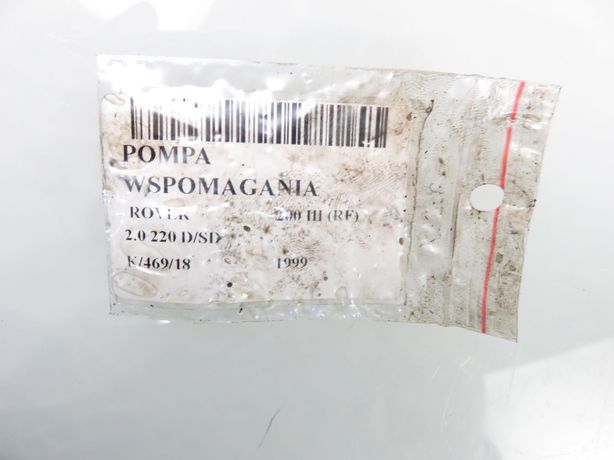 POMPA
WSPOMAGANIA
ROVER 200 III (RF)
2.0 220 D/SD
K/469/18 1999